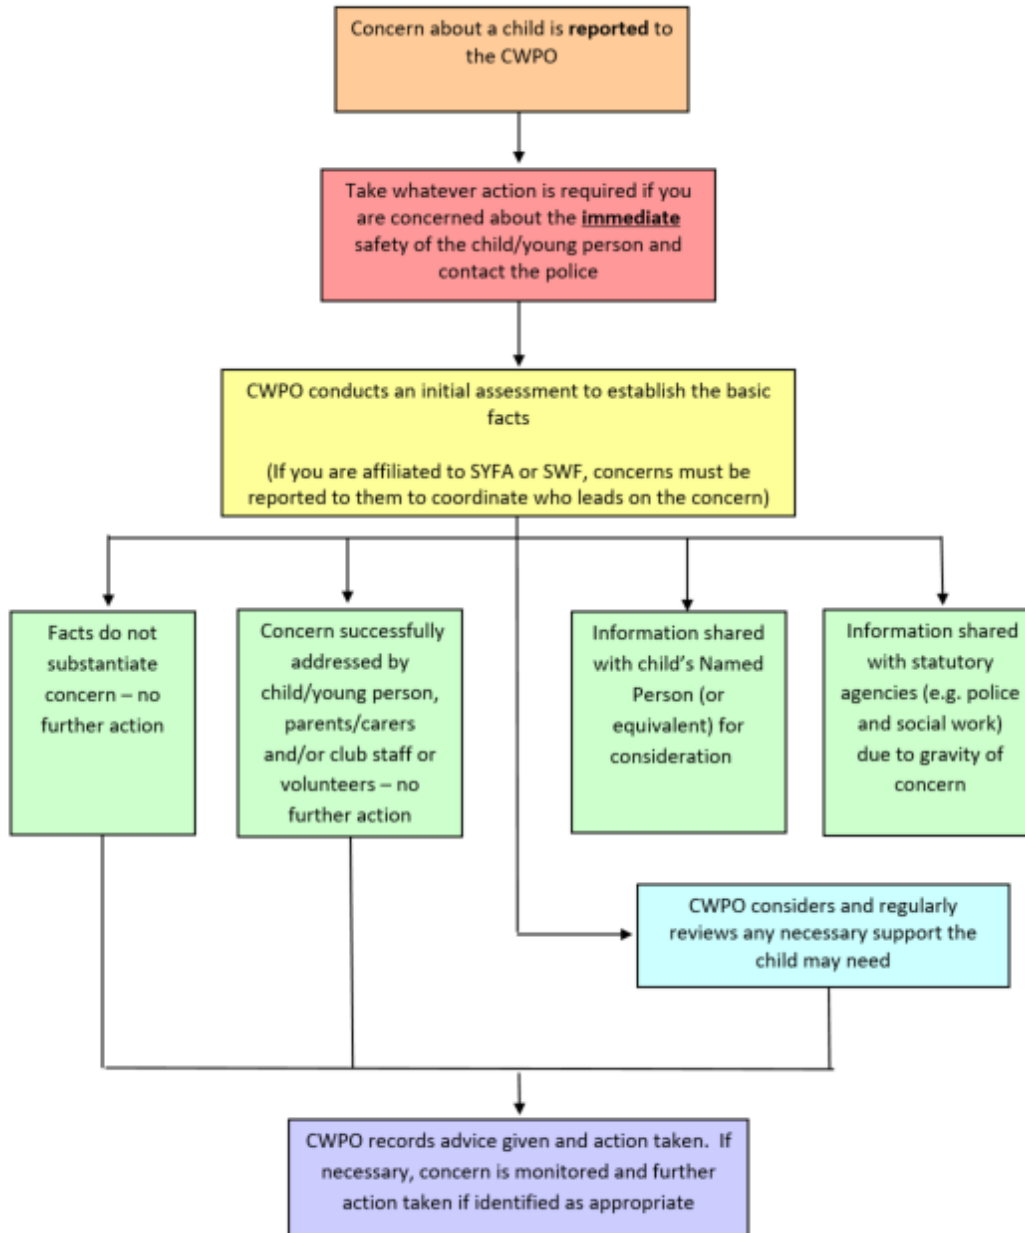 Concern about a child is reported to
the CWPO
Take whatever action is required if you
are concerned about the immediate
safety of the child/young person and
contact the police
CWPO conducts an initial assessment to establish the basic
facts
(If you are affiliated to SYFA or SWF, concerns must be
reported to them to coordinate who leads on the concern)
Facts do not
substantiate
concern – no
further action
Concern successfully
addressed by
child/young person,
parents/carers
and/or club staff or
volunteers – no
further action
Information shared
with child’s Named
Person (or
equivalent) for
consideration
Information shared
with statutory
agencies (e.g. police
and social work)
due to gravity of
concern
CWPO considers and regularly
reviews any necessary support the
child may need
CWPO records advice given and action taken.  If
necessary, concern is monitored and further
action taken if identified as appropriate